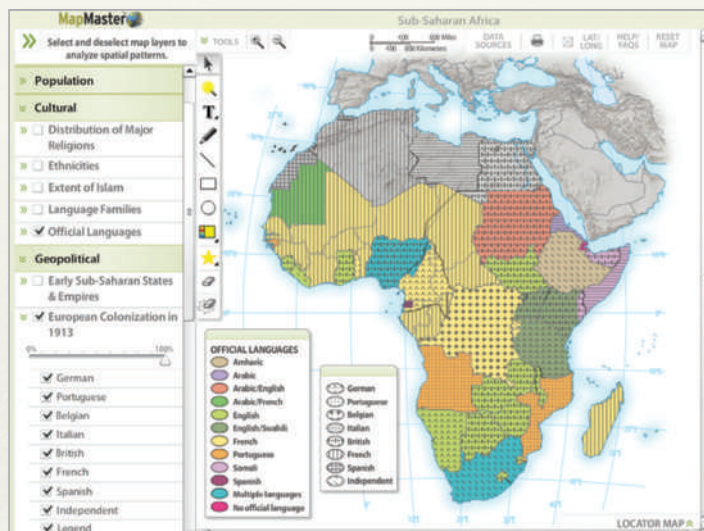 MapMaster
Sub-Saharan Africa
Select and deselect map layers to
analyze spatial patterns.
TOOLS
DATA
SOURCES
LAT/
LONG
HELP/
FAQS
RESET
MAP
Population
Cultural
Distribution of Major
Religions
Ethnicities
Extent of Islam
Language Families
Official Languages
Geopolitical
Early Sub-Saharan States
& Empires
European Colonization in
1913
0%
100%
German
Portuguese
Belgian
Italian
British
French
Spanish
Independent
Legend
T
OFFICIAL LANGUAGES
Amharic
Arabic
Arabic/English
Arabic/French
English
English/Swahili
French
Portuguese
Somali
Spanish
Multiple languages
No official language
German
Portuguese
Belgian
Italian
British
French
Spanish
Independent
LOCATOR MAP